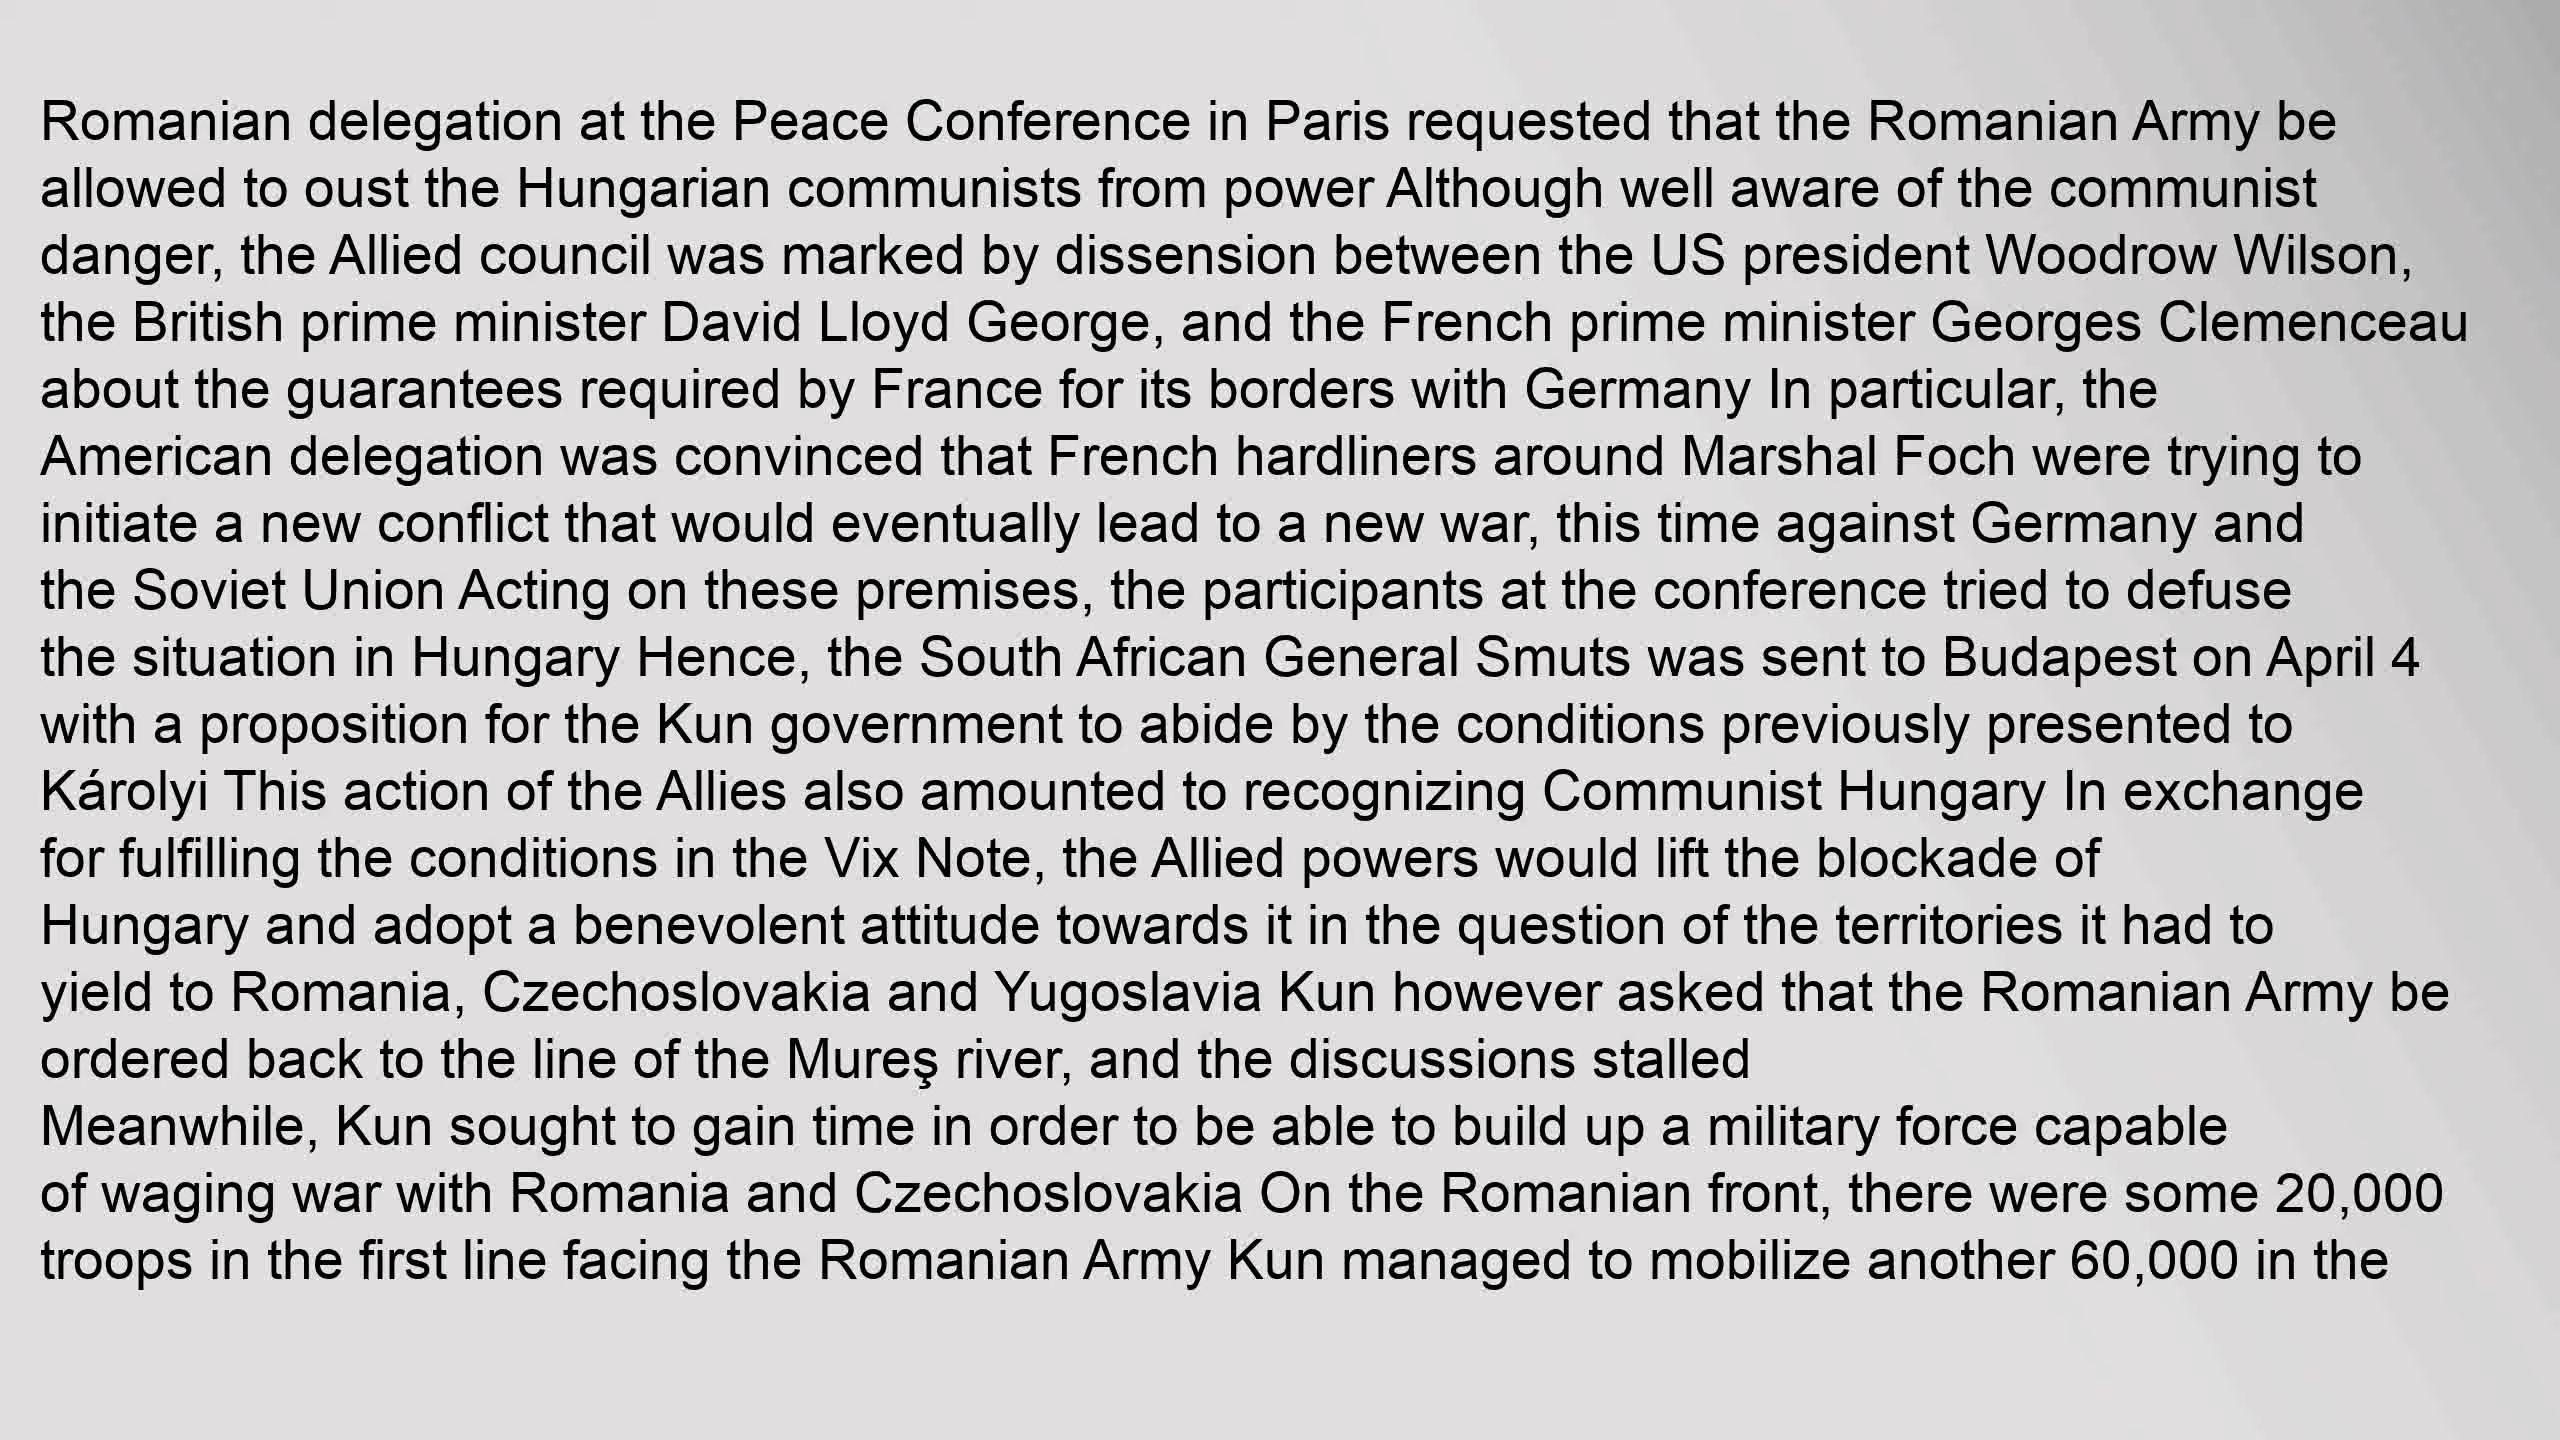 Romanian delegation at the Peace Conference in Paris requested that the Romanian Army be
allowed to oust the Hungarian communists from power Although well aware of the communist
danger, the Allied council was marked by dissension between the US president Woodrow Wilson,
the British prime minister David Lloyd George, and the French prime minister Georges Clemenceau
about the guarantees required by France for its borders with Germany In particular, the
American delegation was convinced that French hardliners around Marshal Foch were trying to
initiate a new conflict that would eventually lead to a new war, this time against Germany and
the Soviet Union Acting on these premises, the participants at the conference tried to defuse
the situation in Hungary Hence, the South African General Smuts was sent to Budapest on April 4
with a proposition for the Kun government to abide by the conditions previously presented to
Károlyi This action of the Allies also amounted to recognizing Communist Hungary In exchange
for fulfilling the conditions in the Vix Note, the Allied powers would lift the blockade of
Hungary and adopt a benevolent attitude towards it in the question of the territories it had to
yield to Romania, Czechoslovakia and Yugoslavia Kun however asked that the Romanian Army be
ordered back to the line of the Mureş river, and the discussions stalled
Meanwhile, Kun sought to gain time in order to be able to build up a military force capable
of waging war with Romania and Czechoslovakia On the Romanian front, there were some 20,000
troops in the first line facing the Romanian Army Kun managed to mobilize another 60,000 in the